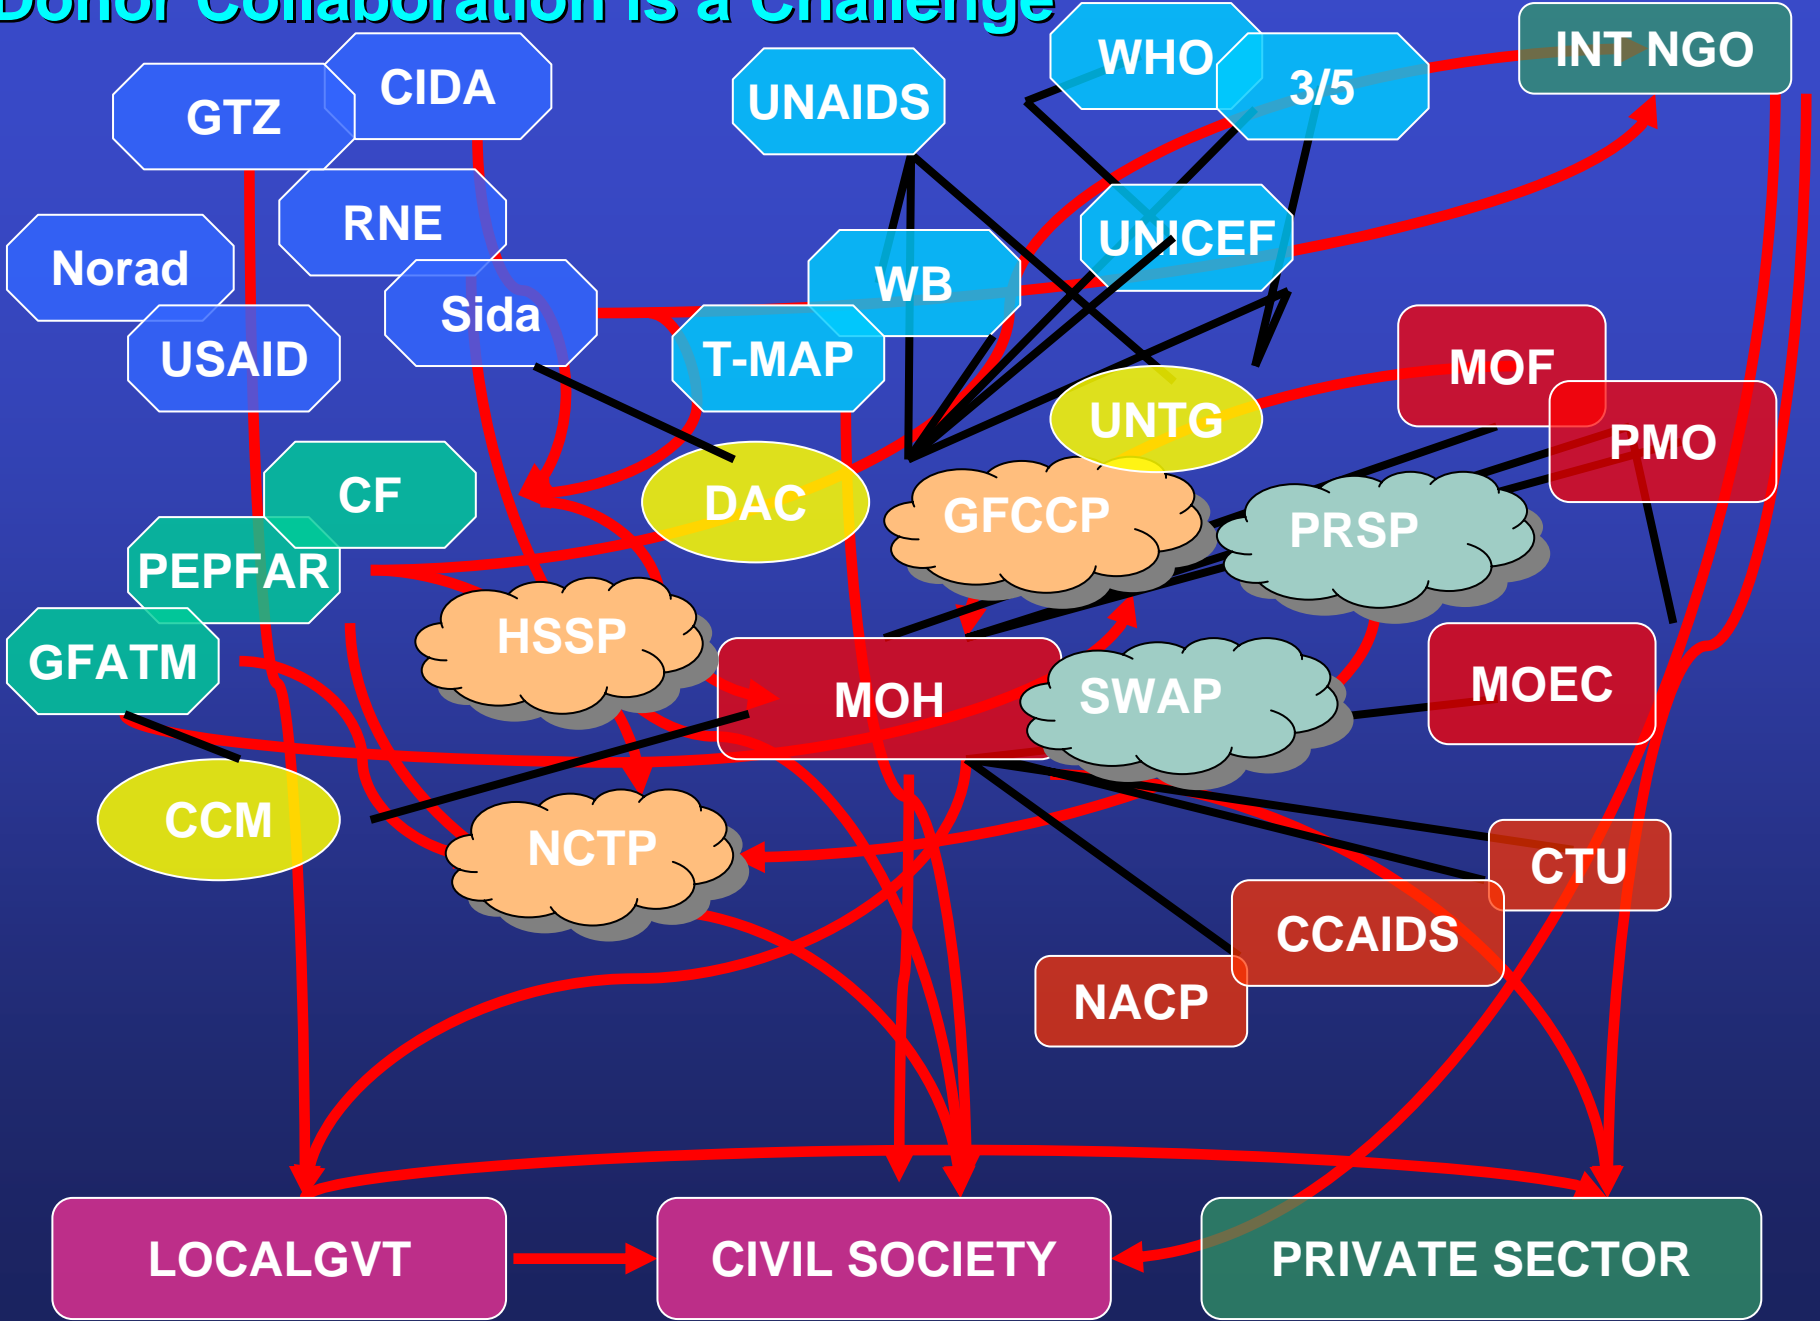 Donor Collaboration is a Challenge
WHO
INT NGO
CIDA
3/5
UNAIDS
GTZ
RNE
UNICEF
Norad
WB
Sida
USAID
T-MAP
MOF
UNTG
PMO
CF
DAC
GFCCP
PRSP
PEPFAR
HSSP
GFATM
MOH
SWAP
MOEC
CCM
NCTP
CTU
CCAIDS
NACP
LOCALGVT
CIVIL SOCIETY
PRIVATE SECTOR